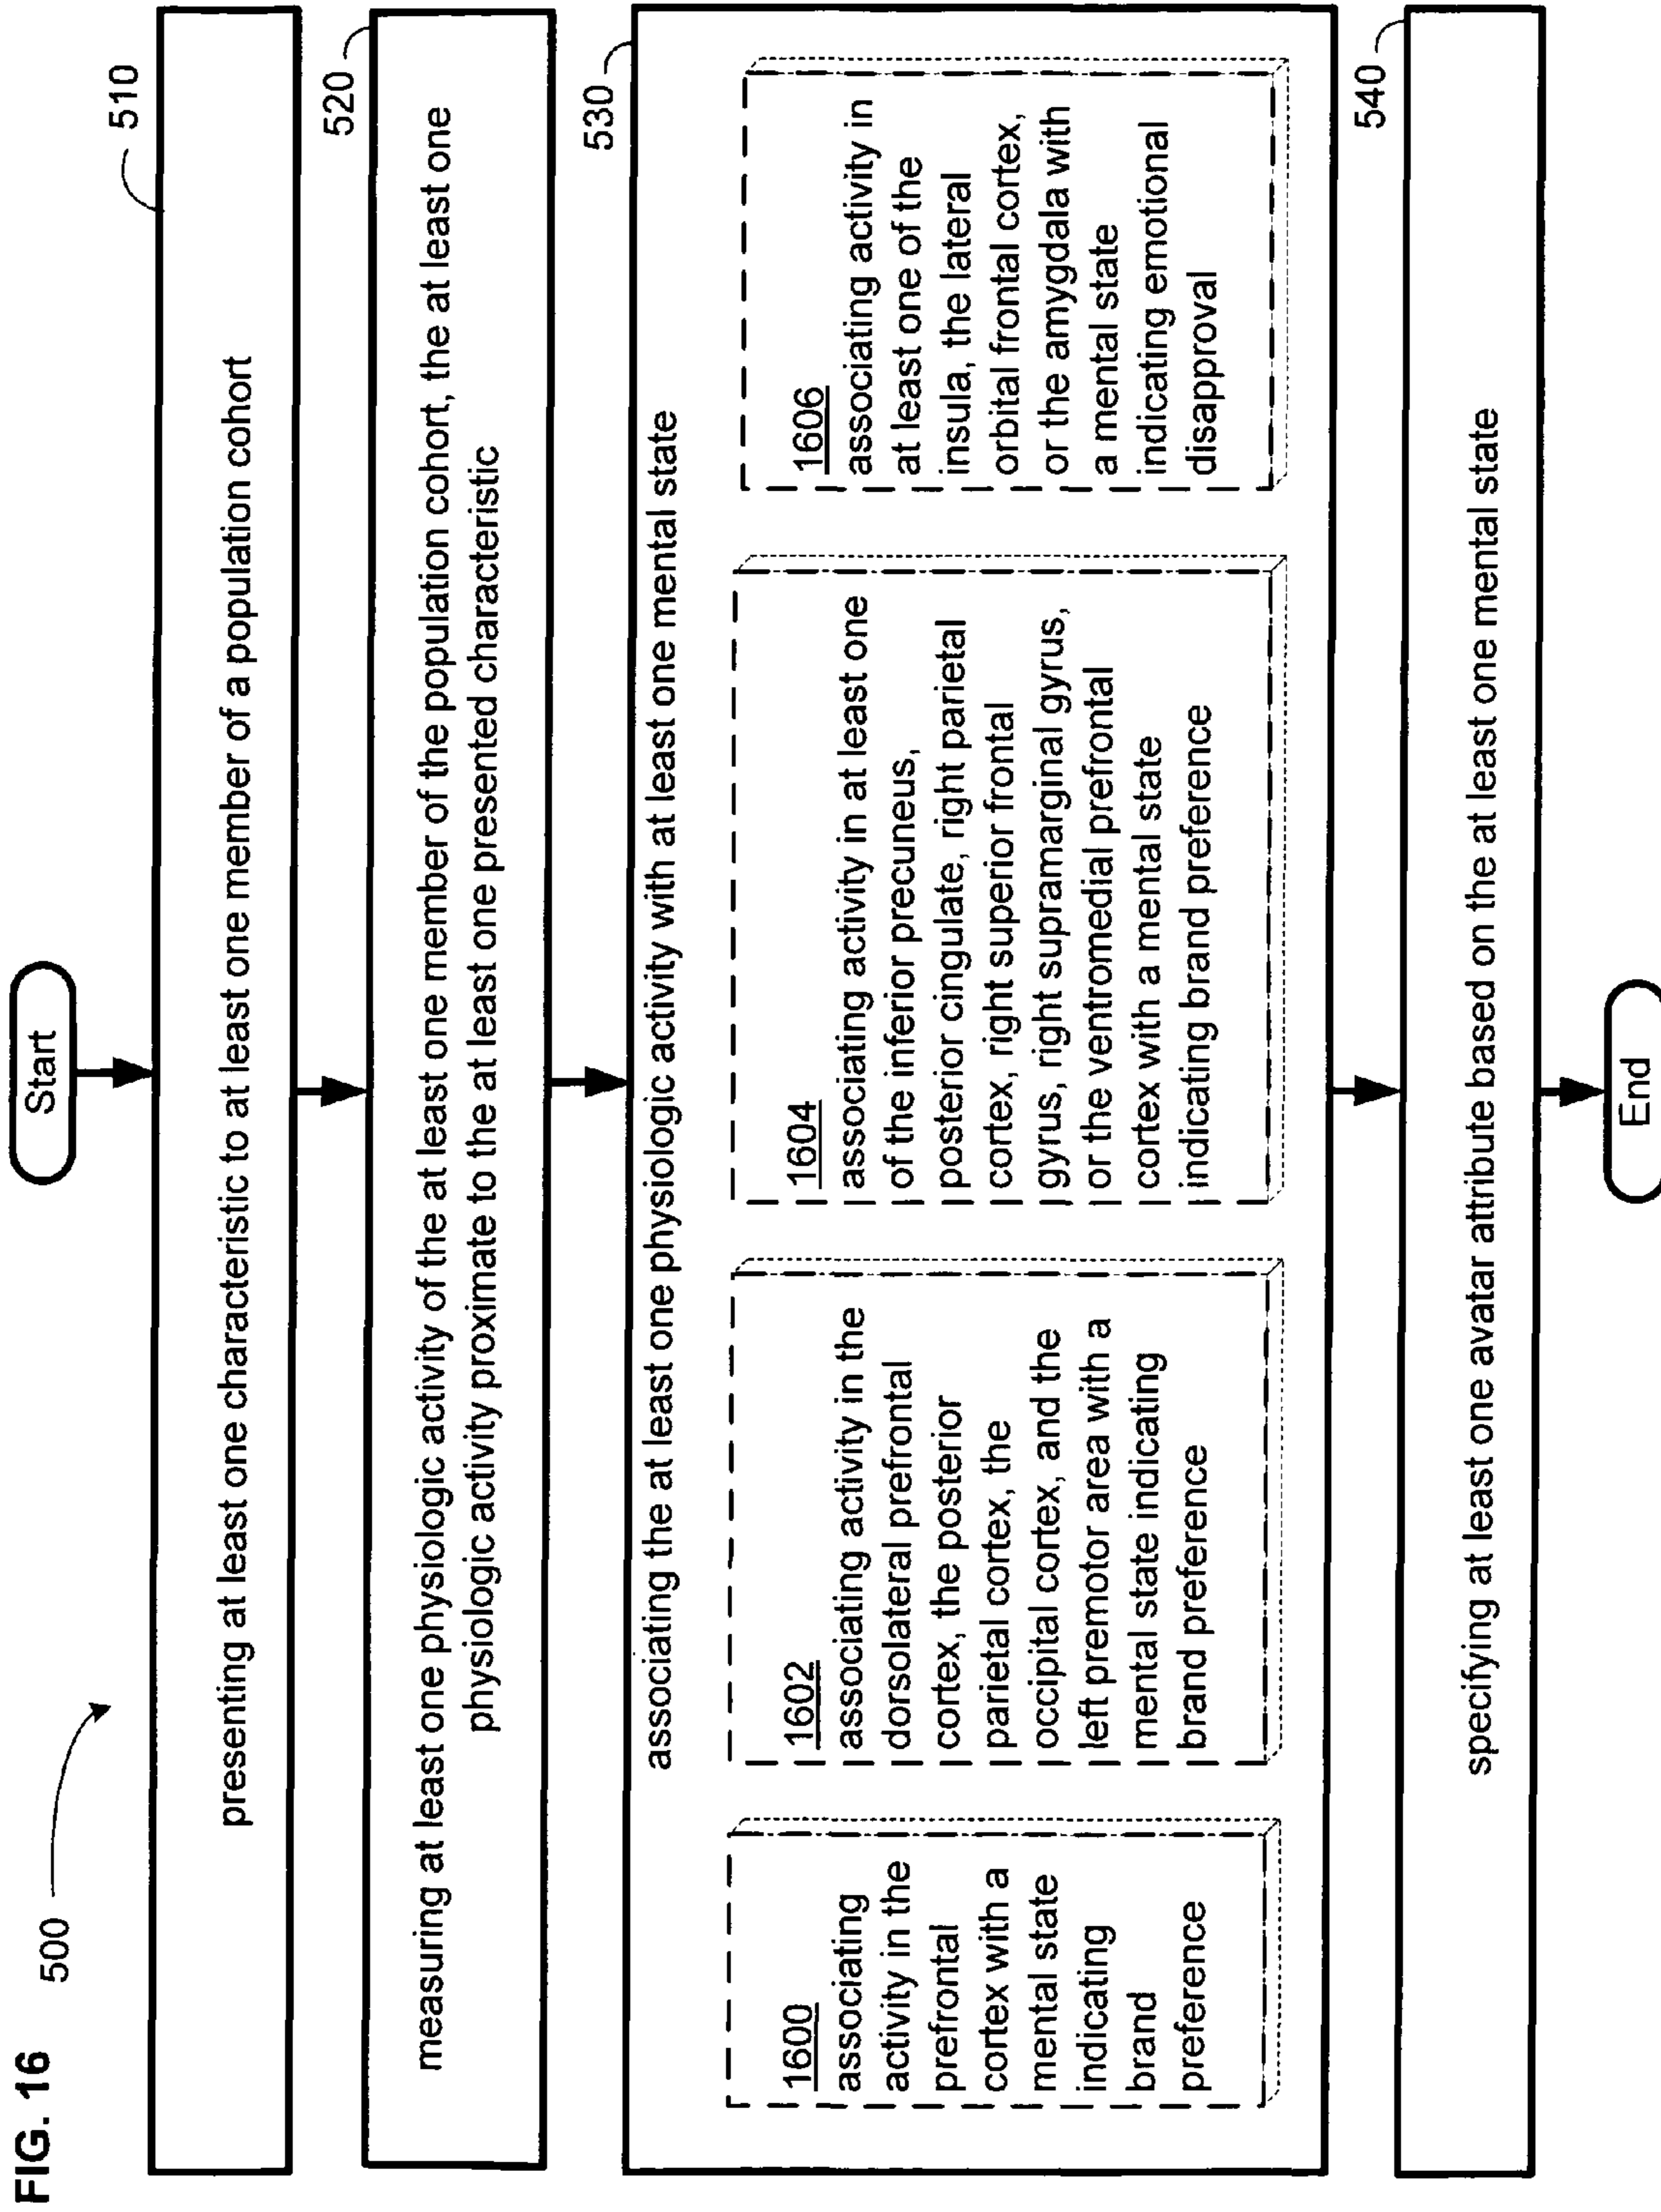 FIG. 16
500
Start
510
presenting at least one characteristic to at least one member of a population cohort
520
measuring at least one physiologic activity of the at least one member of the population cohort, the at least one
physiologic activity proximate to the at least one presented characteristic
530
associating the at least one physiologic activity with at least one mental state
1600
associating
activity in the
prefrontal
cortex with a
mental state
indicating
brand
preference
1602
associating activity in the
dorsolateral prefrontal
cortex, the posterior
parietal cortex, the
occipital cortex, and the
left premotor area with a
mental state indicating
brand preference
1604
associating activity in at least one
of the inferior precuneus,
posterior cingulate, right parietal
cortex, right superior frontal
gyrus, right supramarginal gyrus,
or the ventromedial prefrontal
cortex with a mental state
indicating brand preference
1606
associating activity in
at least one of the
insula, the lateral
orbital frontal cortex,
or the amygdala with
a mental state
indicating emotional
disapproval
540
specifying at least one avatar attribute based on the at least one mental state
End